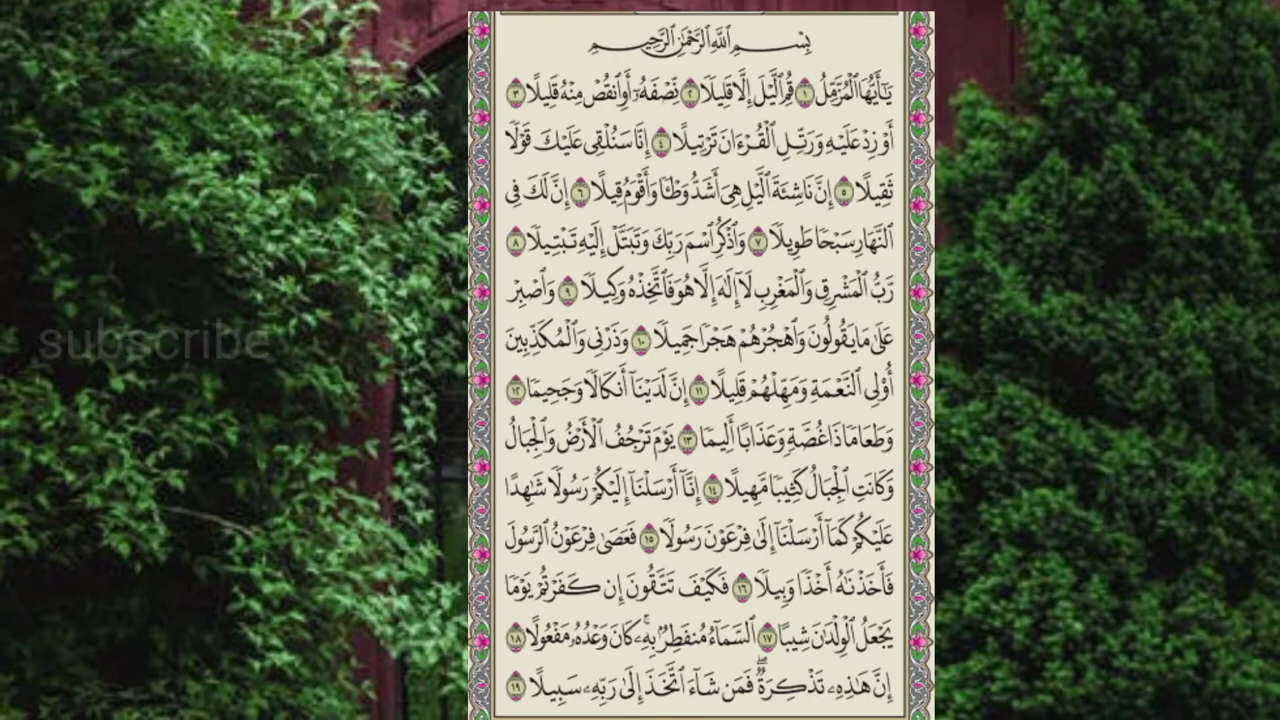 بِسْمِ ٱللَّهِ ٱلرَّحْمَٰنِ ٱلرَّحِيمِ
يَٰٓأَيُّهَا ٱلْمُزَّمِّلُ ١ قُمِ ٱلَّيْلَ إِلَّا قَلِيلًا ٢ نِّصْفَهُۥٓ أَوِ ٱنقُصْ مِنْهُ قَلِيلًا ٣
أَوْ زِدْ عَلَيْهِ وَرَتِّلِ ٱلْقُرْءَانَ تَرْتِيلًا ٤ إِنَّا سَنُلْقِى عَلَيْكَ قَوْلًا
ثَقِيلًا ٥ إِنَّ نَاشِئَةَ ٱلَّيْلِ هِىَ أَشَدُّ وَطْـًٔا وَأَقْوَمُ قِيلًا ٦ إِنَّ لَكَ فِى
ٱلنَّهَارِ سَبْحًا طَوِيلًا ٧ وَٱذْكُرِ ٱسْمَ رَبِّكَ وَتَبَتَّلْ إِلَيْهِ تَبْتِيلًا ٨
رَّبُّ ٱلْمَشْرِقِ وَٱلْمَغْرِبِ لَآ إِلَٰهَ إِلَّا هُوَ فَٱتَّخِذْهُ وَكِيلًا ٩ وَٱصْبِرْ
عَلَىٰ مَا يَقُولُونَ وَٱهْجُرْهُمْ هَجْرًا جَمِيلًا ١٠ وَذَرْنِى وَٱلْمُكَذِّبِينَ
أُو۟لِى ٱلنَّعْمَةِ وَمَهِّلْهُمْ قَلِيلًا ١١ إِنَّ لَدَيْنَآ أَنكَالًا وَجَحِيمًا ١٢
وَطَعَامًا ذَا غُصَّةٍ وَعَذَابًا أَلِيمًا ١٣ يَوْمَ تَرْجُفُ ٱلْأَرْضُ وَٱلْجِبَالُ
وَكَانَتِ ٱلْجِبَالُ كَثِيبًا مَّهِيلًا ١٤ إِنَّآ أَرْسَلْنَآ إِلَيْكُمْ رَسُولًا شَٰهِدًا
عَلَيْكُمْ كَمَآ أَرْسَلْنَآ إِلَىٰ فِرْعَوْنَ رَسُولًا ١٥ فَعَصَىٰ فِرْعَوْنُ ٱلرَّسُولَ
فَأَخَذْنَٰهُ أَخْذًا وَبِيلًا ١٦ فَكَيْفَ تَتَّقُونَ إِن كَفَرْتُمْ يَوْمًا
يَجْعَلُ ٱلْوِلْدَٰنَ شِيبًا ١٧ ٱلسَّمَآءُ مُنفَطِرٌۢ بِهِۦۚ كَانَ وَعْدُهُۥ مَفْعُولًا ١٨
إِنَّ هَٰذِهِۦ تَذْكِرَةٌۖ فَمَن شَآءَ ٱتَّخَذَ إِلَىٰ رَبِّهِۦ سَبِيلًا ١٩
subscribe